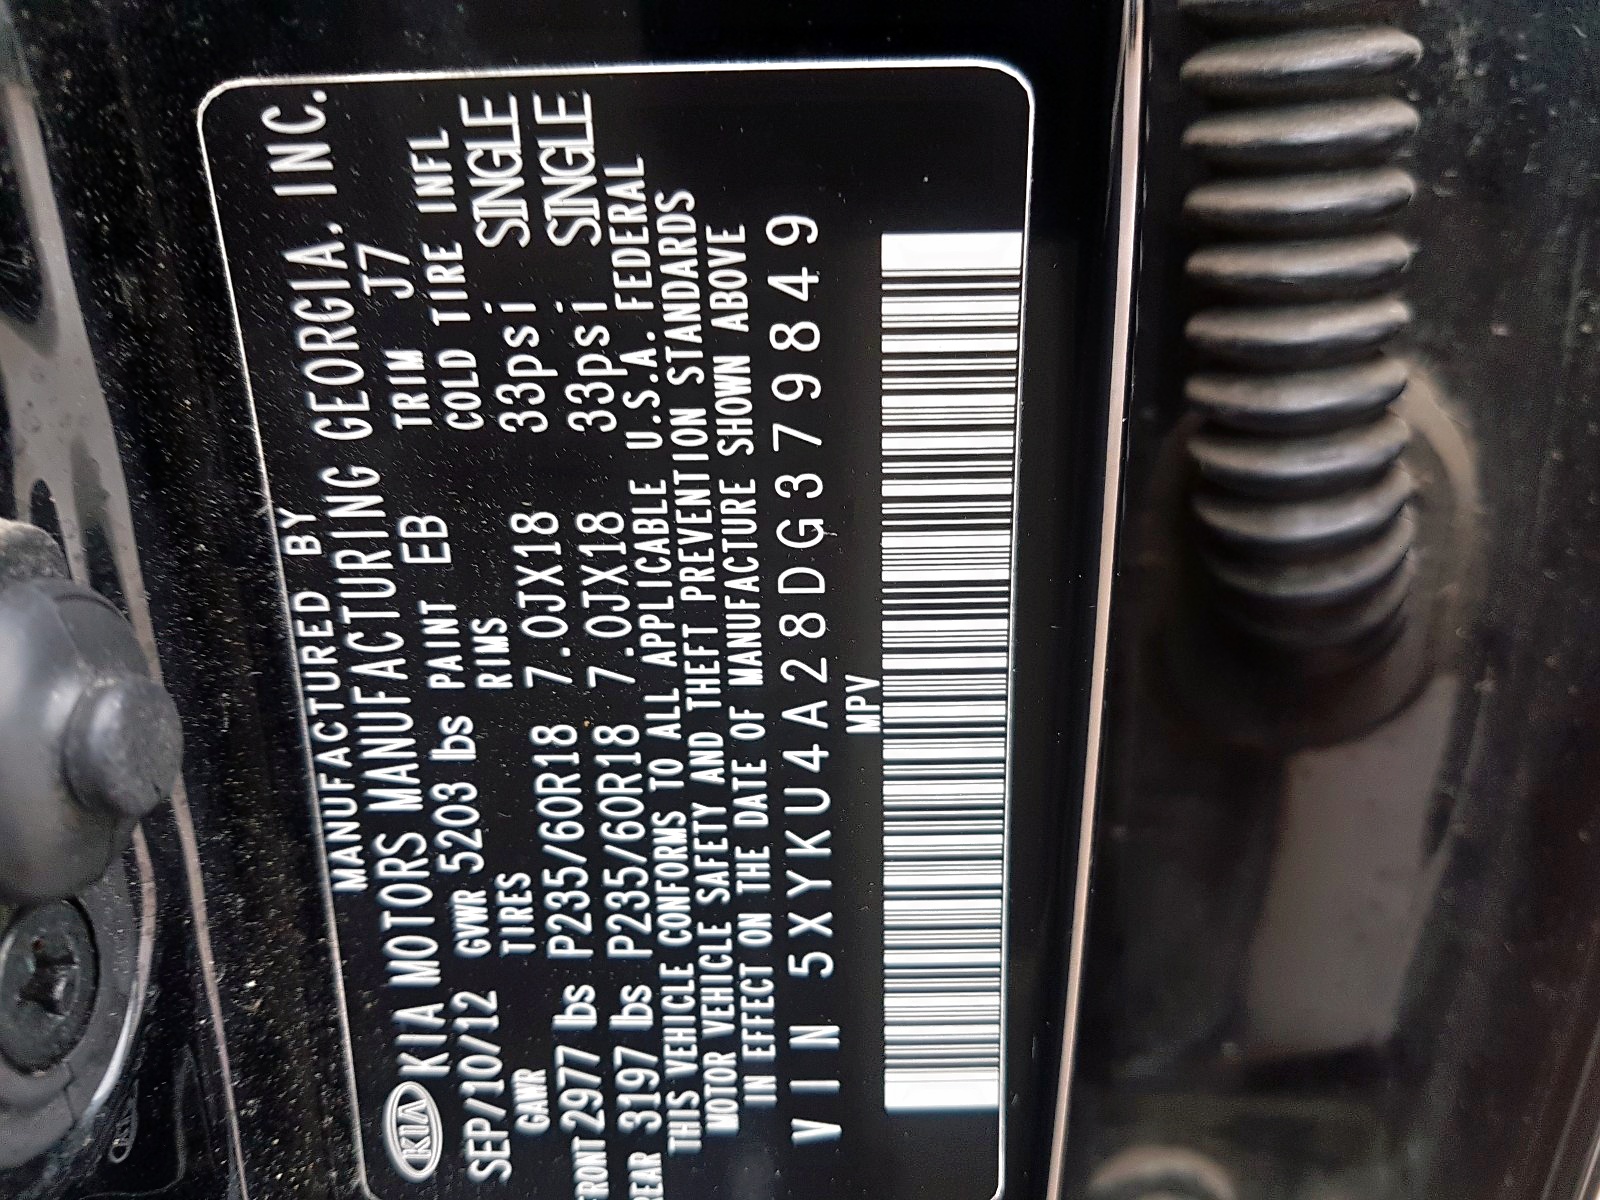 MANUFACTURED BY
KIA KIA MOTORS MANUFACTURING GEORGIA, INC.
SEP/10/12 GVWR 5203 lbs PAINT EB TRIM J7
GAWR TIRES RIMS COLD TIRE INFL
FRONT 2977 lbs P235/60R18 7.0JX18 33psi SINGLE
REAR 3197 lbs P235/60R18 7.0JX18 33psi SINGLE
THIS VEHICLE CONFORMS TO ALL APPLICABLE U.S.A. FEDERAL
MOTOR VEHICLE SAFETY AND THEFT PREVENTION STANDARDS
IN EFFECT ON THE DATE OF MANUFACTURE SHOWN ABOVE
VIN 5XYKU4A28DG379849
MPV